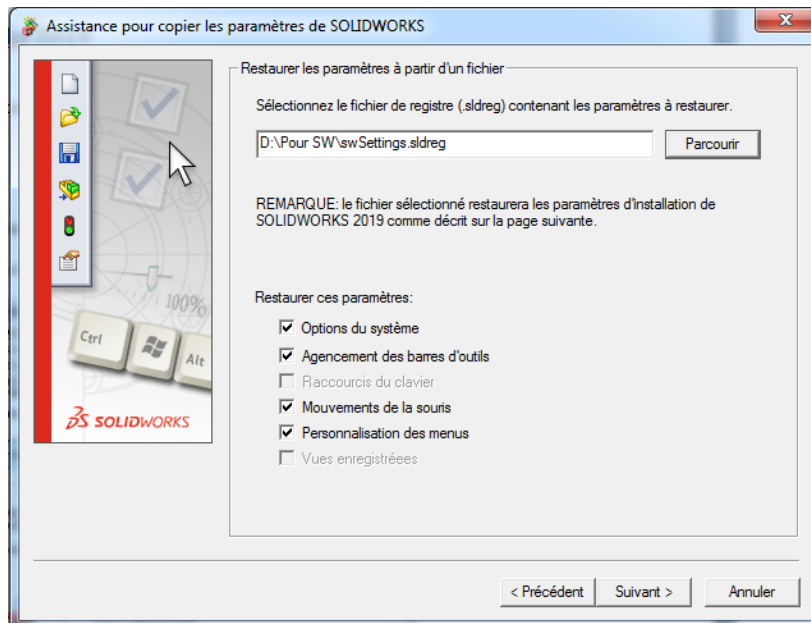 Assistance pour copier les paramètres de SOLIDWORKS
Restaurer les paramètres à partir d'un fichier
Sélectionnez le fichier de registre (.sldreg) contenant les paramètres à restaurer.
D:\Pour SW\swSettings.sldreg
Parcourir
REMARQUE: le fichier sélectionné restaurera les paramètres d'installation de
SOLIDWORKS 2019 comme décrit sur la page suivante.
100%
Ctrl
Alt
SOLIDWORKS
Restaurer ces paramètres:
Options du système
Agencement des barres d'outils
Raccourcis du clavier
Mouvements de la souris
Personnalisation des menus
Vues enregistréees
< Précédent
Suivant >
Annuler